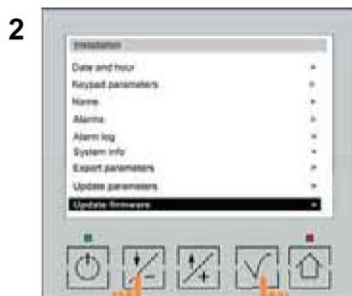 2
Installation
Date and hour
Keypad parameters
Name
Alarms
Alarm log
System info
Export parameters
Update parameters
Update firmware